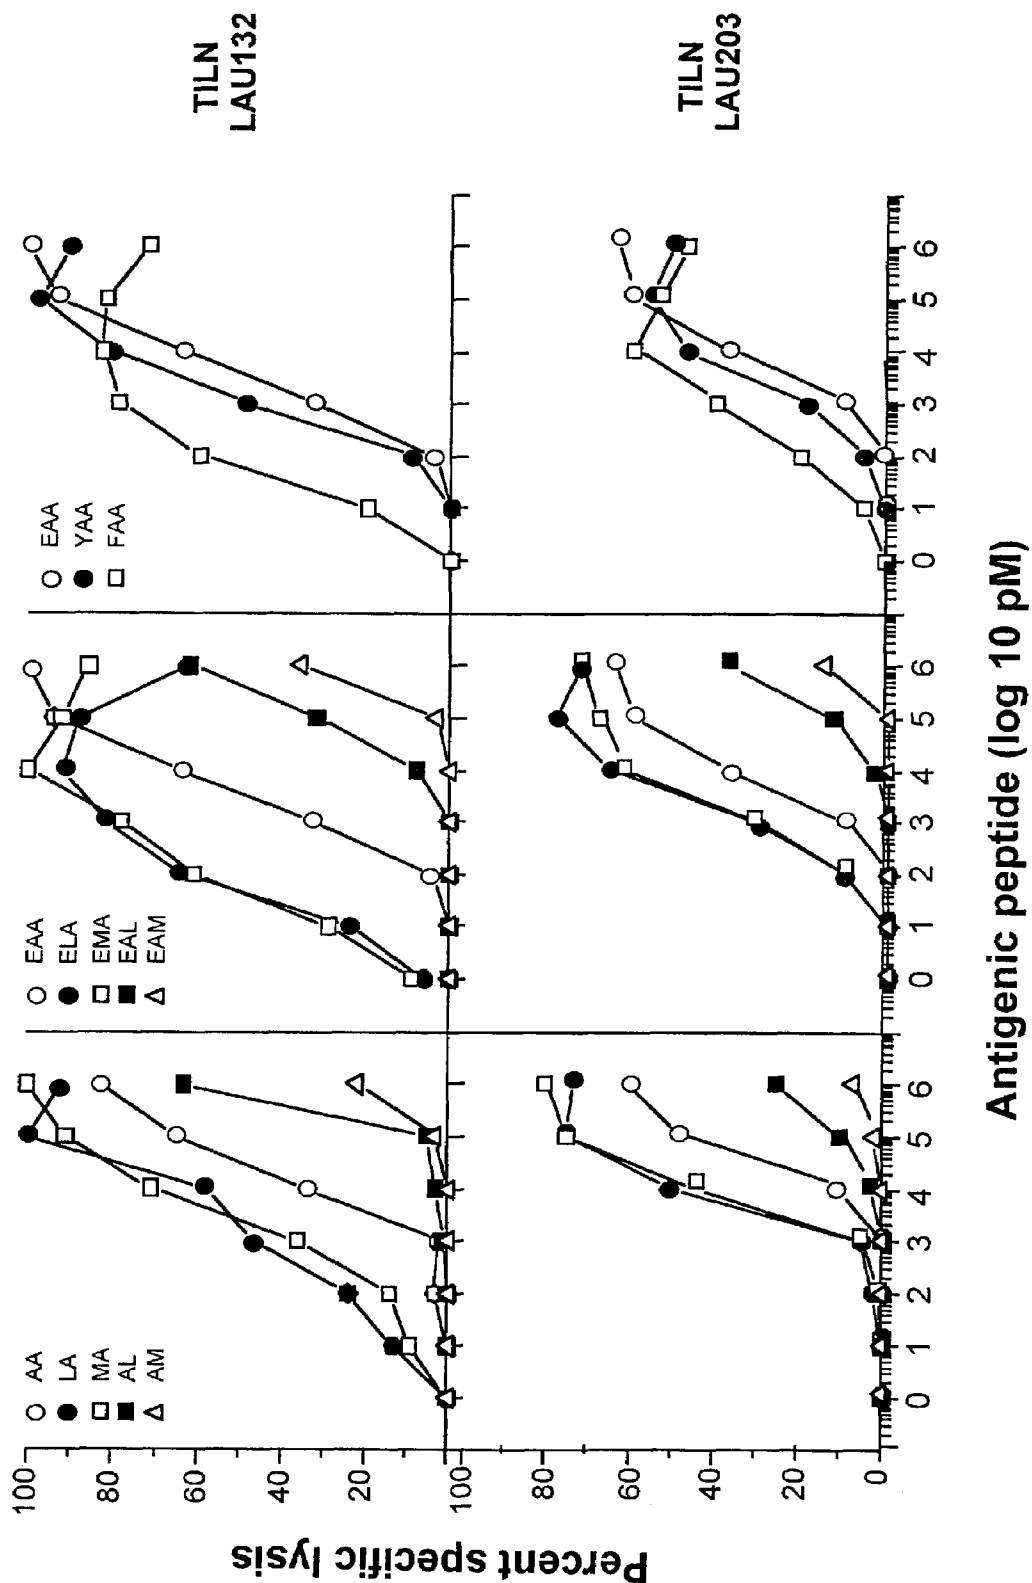 Percent specific lysis
100
80
60
40
20
100
80
60
40
20
0
AA
LA
MA
AL
AM
EAA
ELA
EMA
EAL
EAM
EAA
YAA
FAA
TILN
LAU132
TILN
LAU203
0 1 2 3 4 5 6
0 1 2 3 4 5 6
0 1 2 3 4 5 6
Antigenic peptide (log 10 pM)